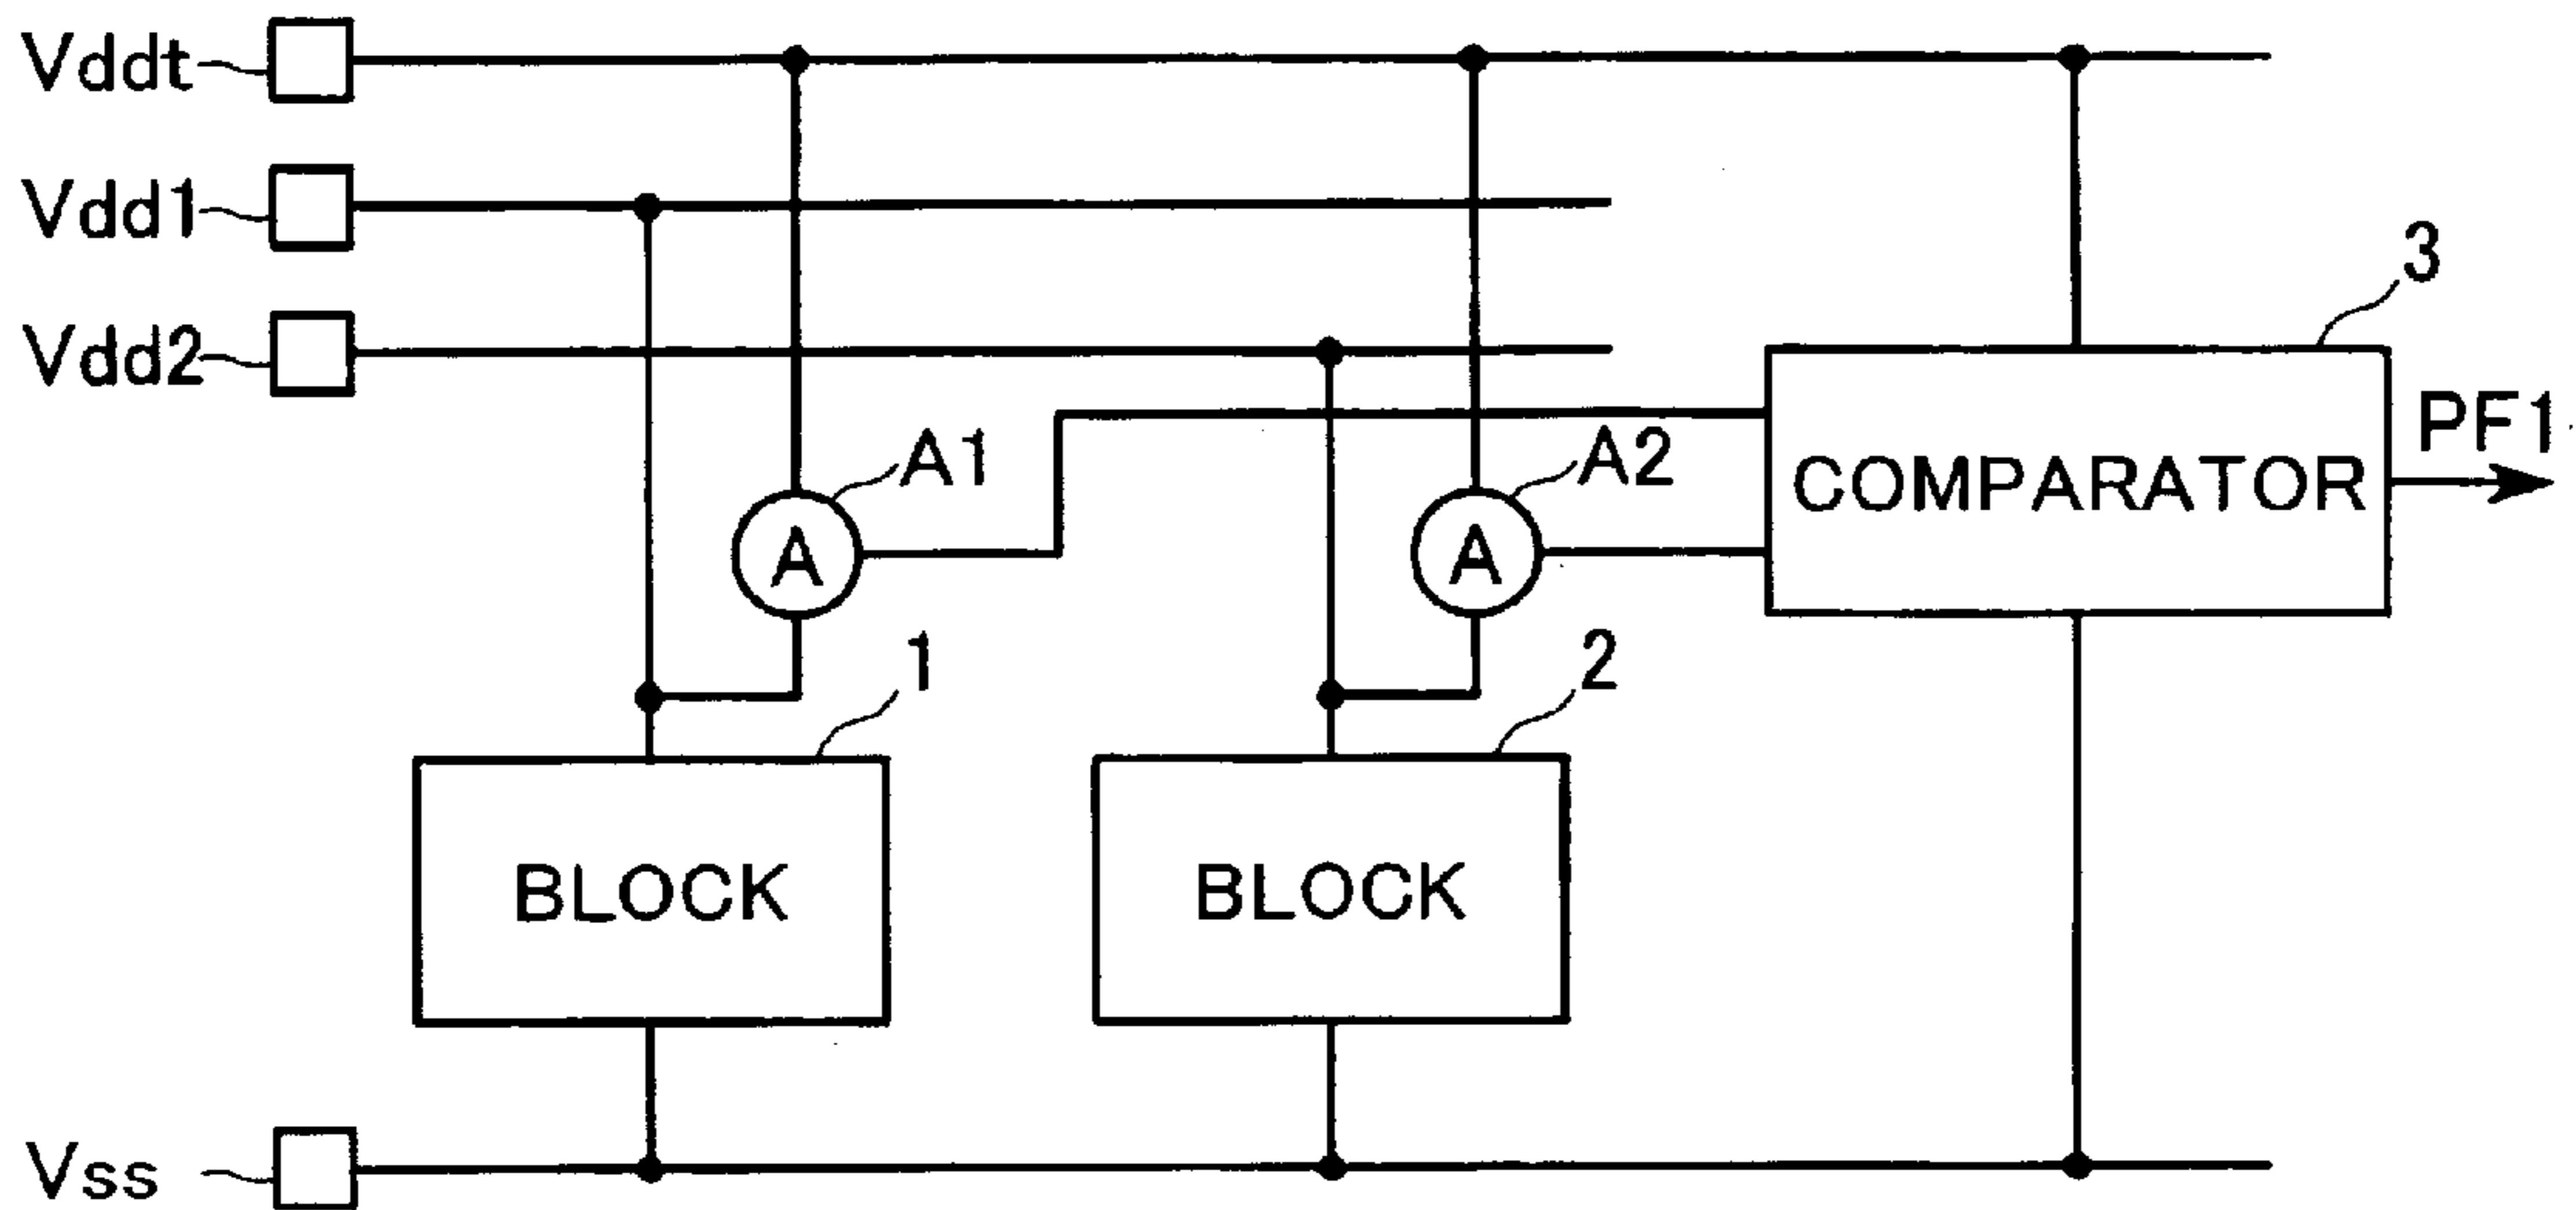 Vddt
Vdd1
Vdd2
3
PF1
COMPARATOR
A1
A2
A
A
1
2
BLOCK
BLOCK
Vss